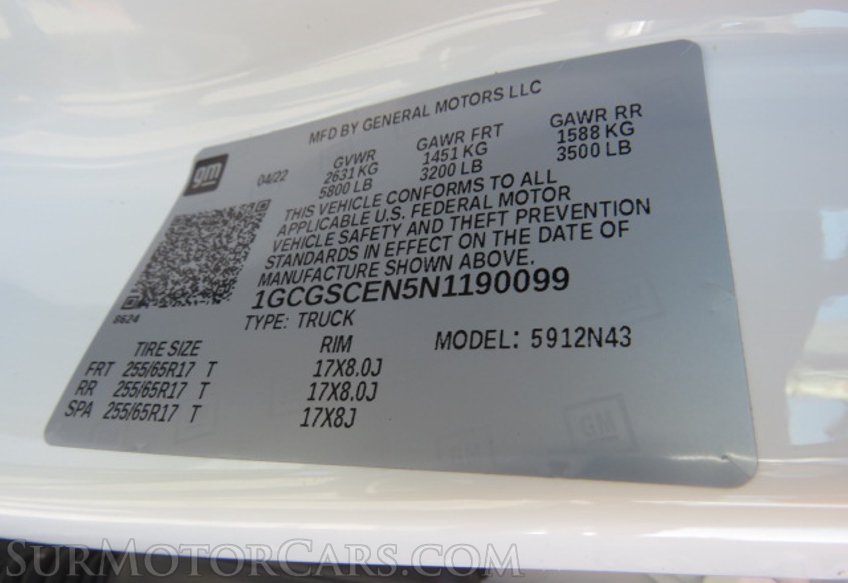 MFD BY GENERAL MOTORS LLC
gm
04/22
GVWR GAWR FRT GAWR RR
2631 KG 1451 KG 1588 KG
5800 LB 3200 LB 3500 LB
THIS VEHICLE CONFORMS TO ALL
APPLICABLE U.S. FEDERAL MOTOR
VEHICLE SAFETY AND THEFT PREVENTION
STANDARDS IN EFFECT ON THE DATE OF
MANUFACTURE SHOWN ABOVE.
1GCGSCEN5N1190099
8624
TYPE: TRUCK
MODEL: 5912N43
TIRE SIZE RIM
FRT 255/65R17 T 17X8.0J
RR 255/65R17 T 17X8.0J
SPA 255/65R17 T 17X8J
GM
SurMotorCars.com